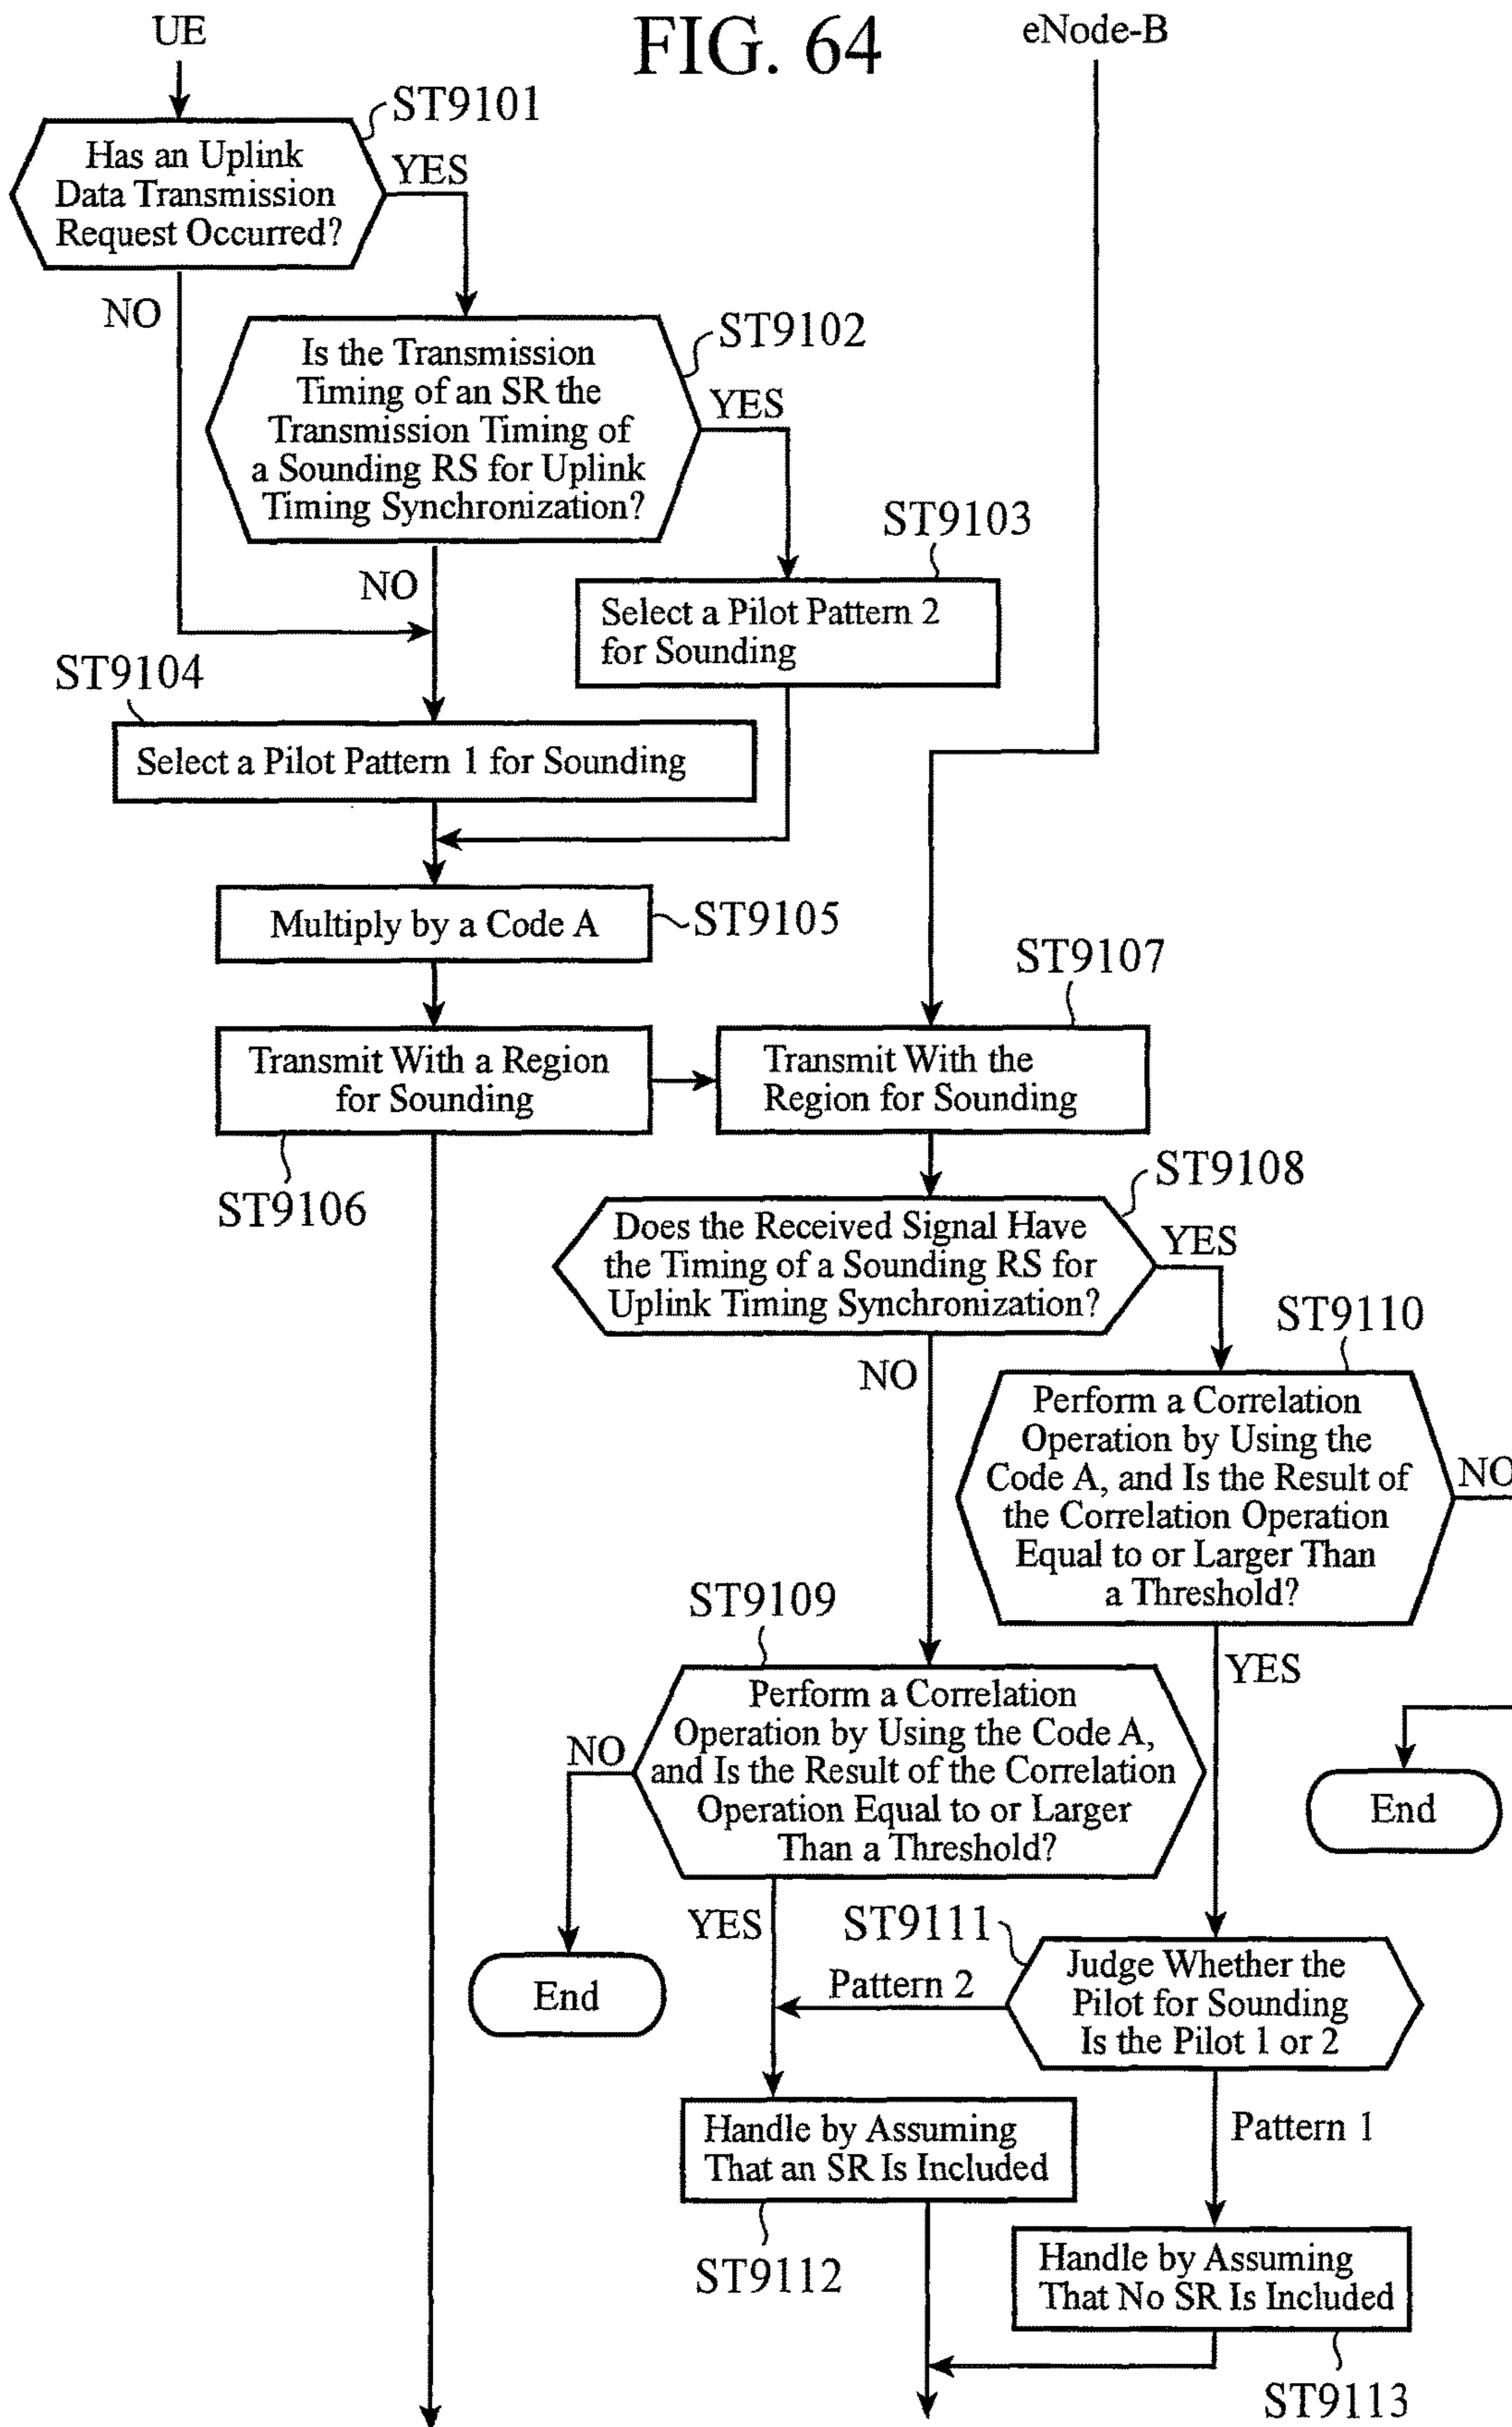 FIG. 64
UE
eNode-B
ST9101
Has an Uplink
Data Transmission
Request Occurred?
YES
NO
ST9102
Is the Transmission
Timing of an SR the
Transmission Timing of
a Sounding RS for Uplink
Timing Synchronization?
YES
NO
ST9103
Select a Pilot Pattern 2
for Sounding
ST9104
Select a Pilot Pattern 1 for Sounding
Multiply by a Code A
ST9105
ST9107
Transmit With a Region
for Sounding
ST9106
Transmit With the
Region for Sounding
ST9108
Does the Received Signal Have
the Timing of a Sounding RS for
Uplink Timing Synchronization?
YES
NO
ST9110
Perform a Correlation
Operation by Using the
Code A, and Is the Result of
the Correlation Operation
Equal to or Larger Than
a Threshold?
NO
YES
End
ST9109
Perform a Correlation
Operation by Using the Code A,
and Is the Result of the Correlation
Operation Equal to or Larger
Than a Threshold?
NO
End
YES
ST9111
Judge Whether the
Pilot for Sounding
Is the Pilot 1 or 2
Pattern 2
Pattern 1
Handle by Assuming
That an SR Is Included
ST9112
Handle by Assuming
That No SR Is Included
ST9113